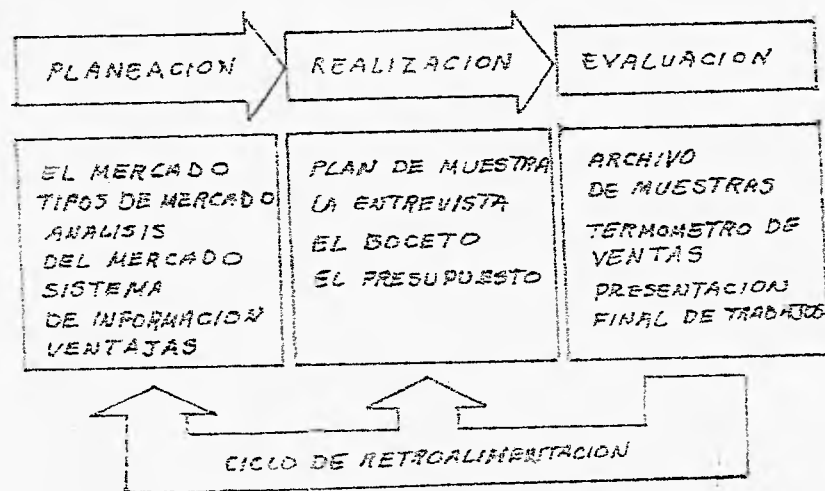 PLANEACION
REALIZACION
EVALUACION
EL MERCADO
TIPOS DE MERCADO
ANALISIS
DEL MERCADO
SISTEMA
DE INFORMACION
VENTAJAS
PLAN DE MUESTRA
LA ENTREVISTA
EL BOCETO
EL PRESUPUESTO
ARCHIVO
DE MUESTRAS
TERMOMETRO DE
VENTAS
PRESENTACION
FINAL DE TRABAJOS
CICLO DE RETROALIMENTACION